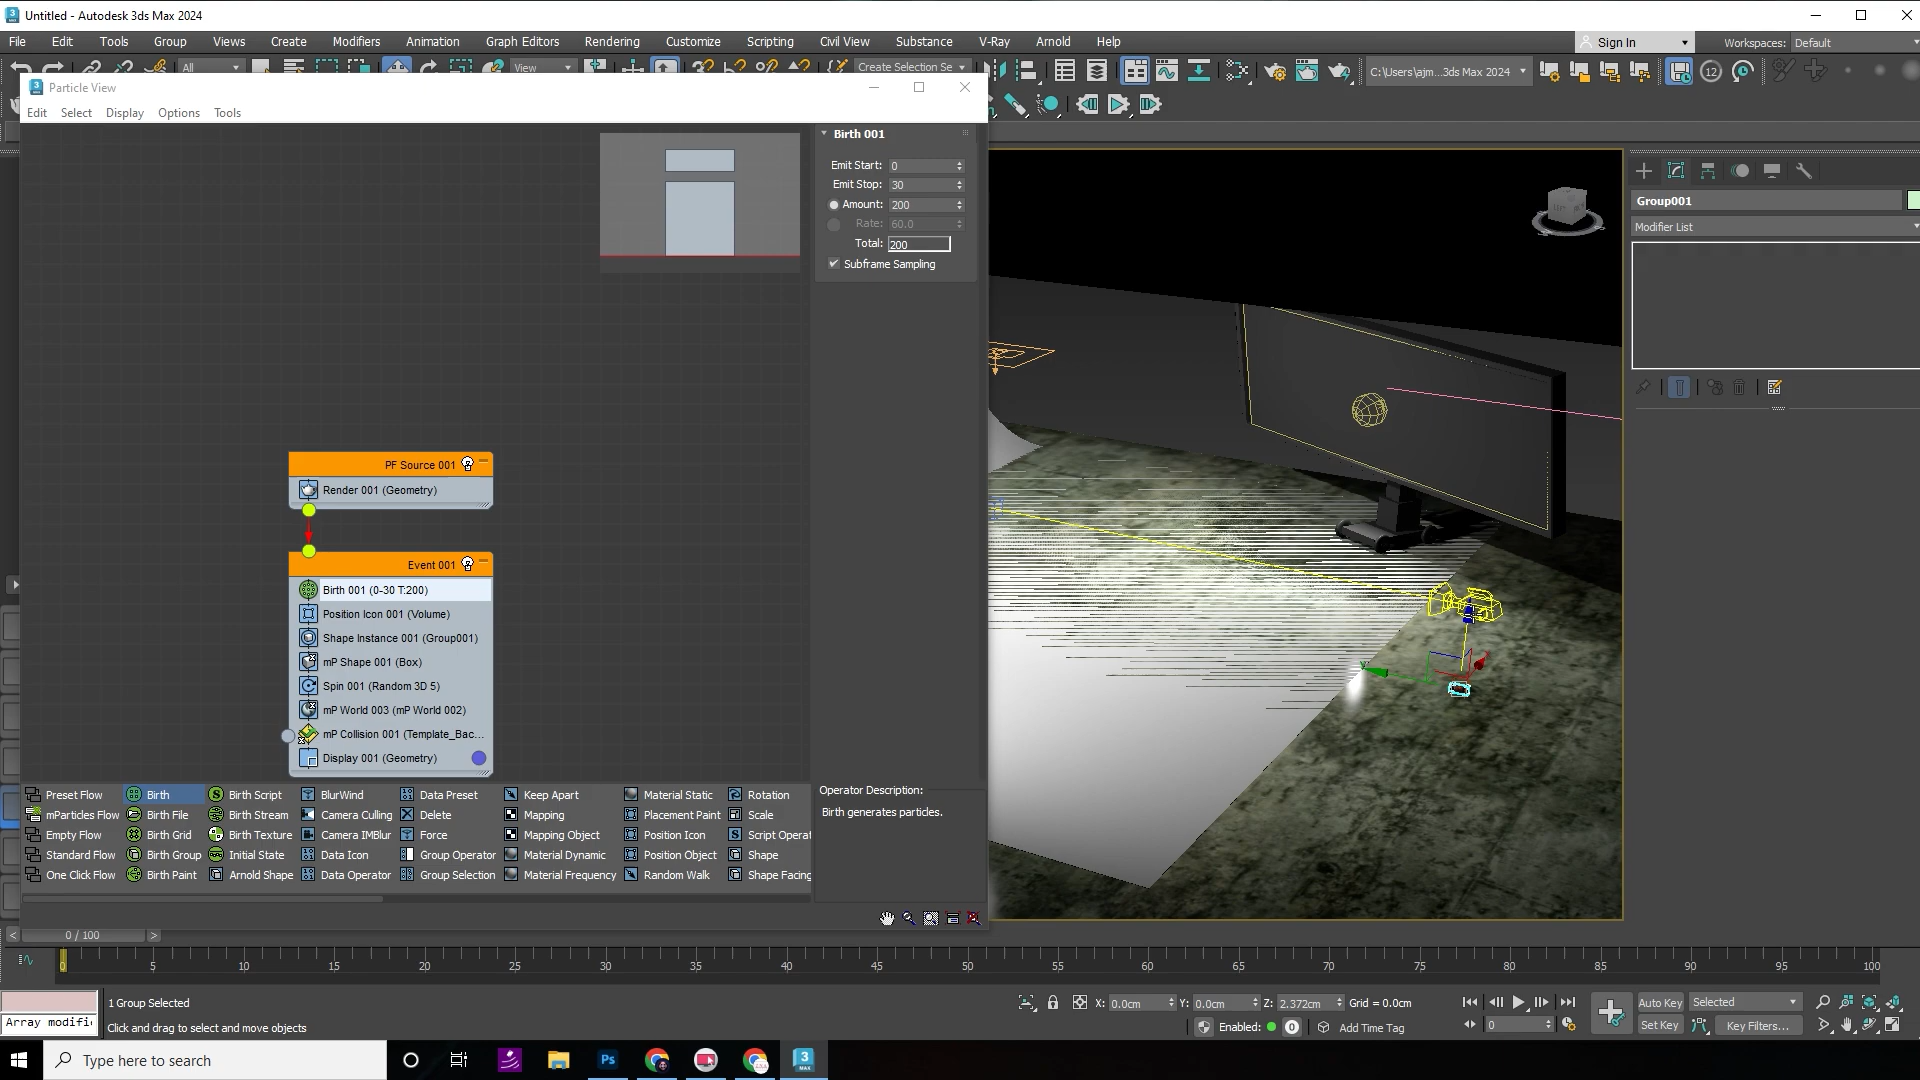 Untitled - Autodesk 3ds Max 2024
File Edit Tools Group Views Create Modifiers Animation Graph Editors Rendering Customize Scripting Civil View Substance V-Ray Arnold Help
Sign In
Workspaces: Default
All
View
Create Selection Se
C:\Users\ajm...3ds Max 2024
12
Particle View
Edit Select Display Options Tools
Birth 001
Emit Start: 0
Emit Stop: 30
Amount: 200
Rate: 60.0
Total: 200
Subframe Sampling
Group001
Modifier List
PF Source 001
Render 001 (Geometry)
Event 001
Birth 001 (0-30 T:200)
Position Icon 001 (Volume)
Shape Instance 001 (Group001)
mP Shape 001 (Box)
Spin 001 (Random 3D 5)
mP World 003 (mP World 002)
mP Collision 001 (Template_Bac...
Display 001 (Geometry)
Preset Flow Birth Birth Script BlurWind Data Preset Keep Apart Material Static Rotation
mParticles Flow Birth File Birth Stream Camera Culling Delete Mapping Placement Paint Scale
Empty Flow Birth Grid Birth Texture Camera IMBlur Force Mapping Object Position Icon Script Operat
Standard Flow Birth Group Initial State Data Icon Group Operator Material Dynamic Position Object Shape
One Click Flow Birth Paint Arnold Shape Data Operator Group Selection Material Frequency Random Walk Shape Facing
Operator Description:
Birth generates particles.
< 0 / 100 >
0 5 10 15 20 25 30 35 40 45 50 55 60 65 70 75 80 85 90 95 100
1 Group Selected
X: 0.0cm Y: 0.0cm Z: 2.372cm Grid = 0.0cm
Auto Key Selected
Array modifi
Click and drag to select and move objects
Enabled: 0
Add Time Tag
0
Set Key
Key Filters...
Type here to search
Ps
3
MAX